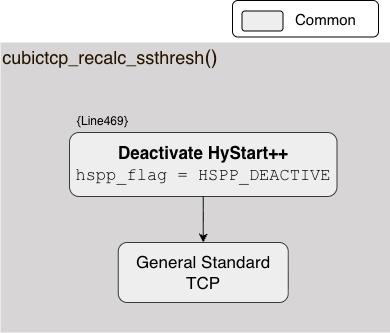 Common
cubictcp_recalc_ssthresh()
{Line469}
Deactivate HyStart++
hspp_flag = HSPP_DEACTIVE
General Standard
TCP